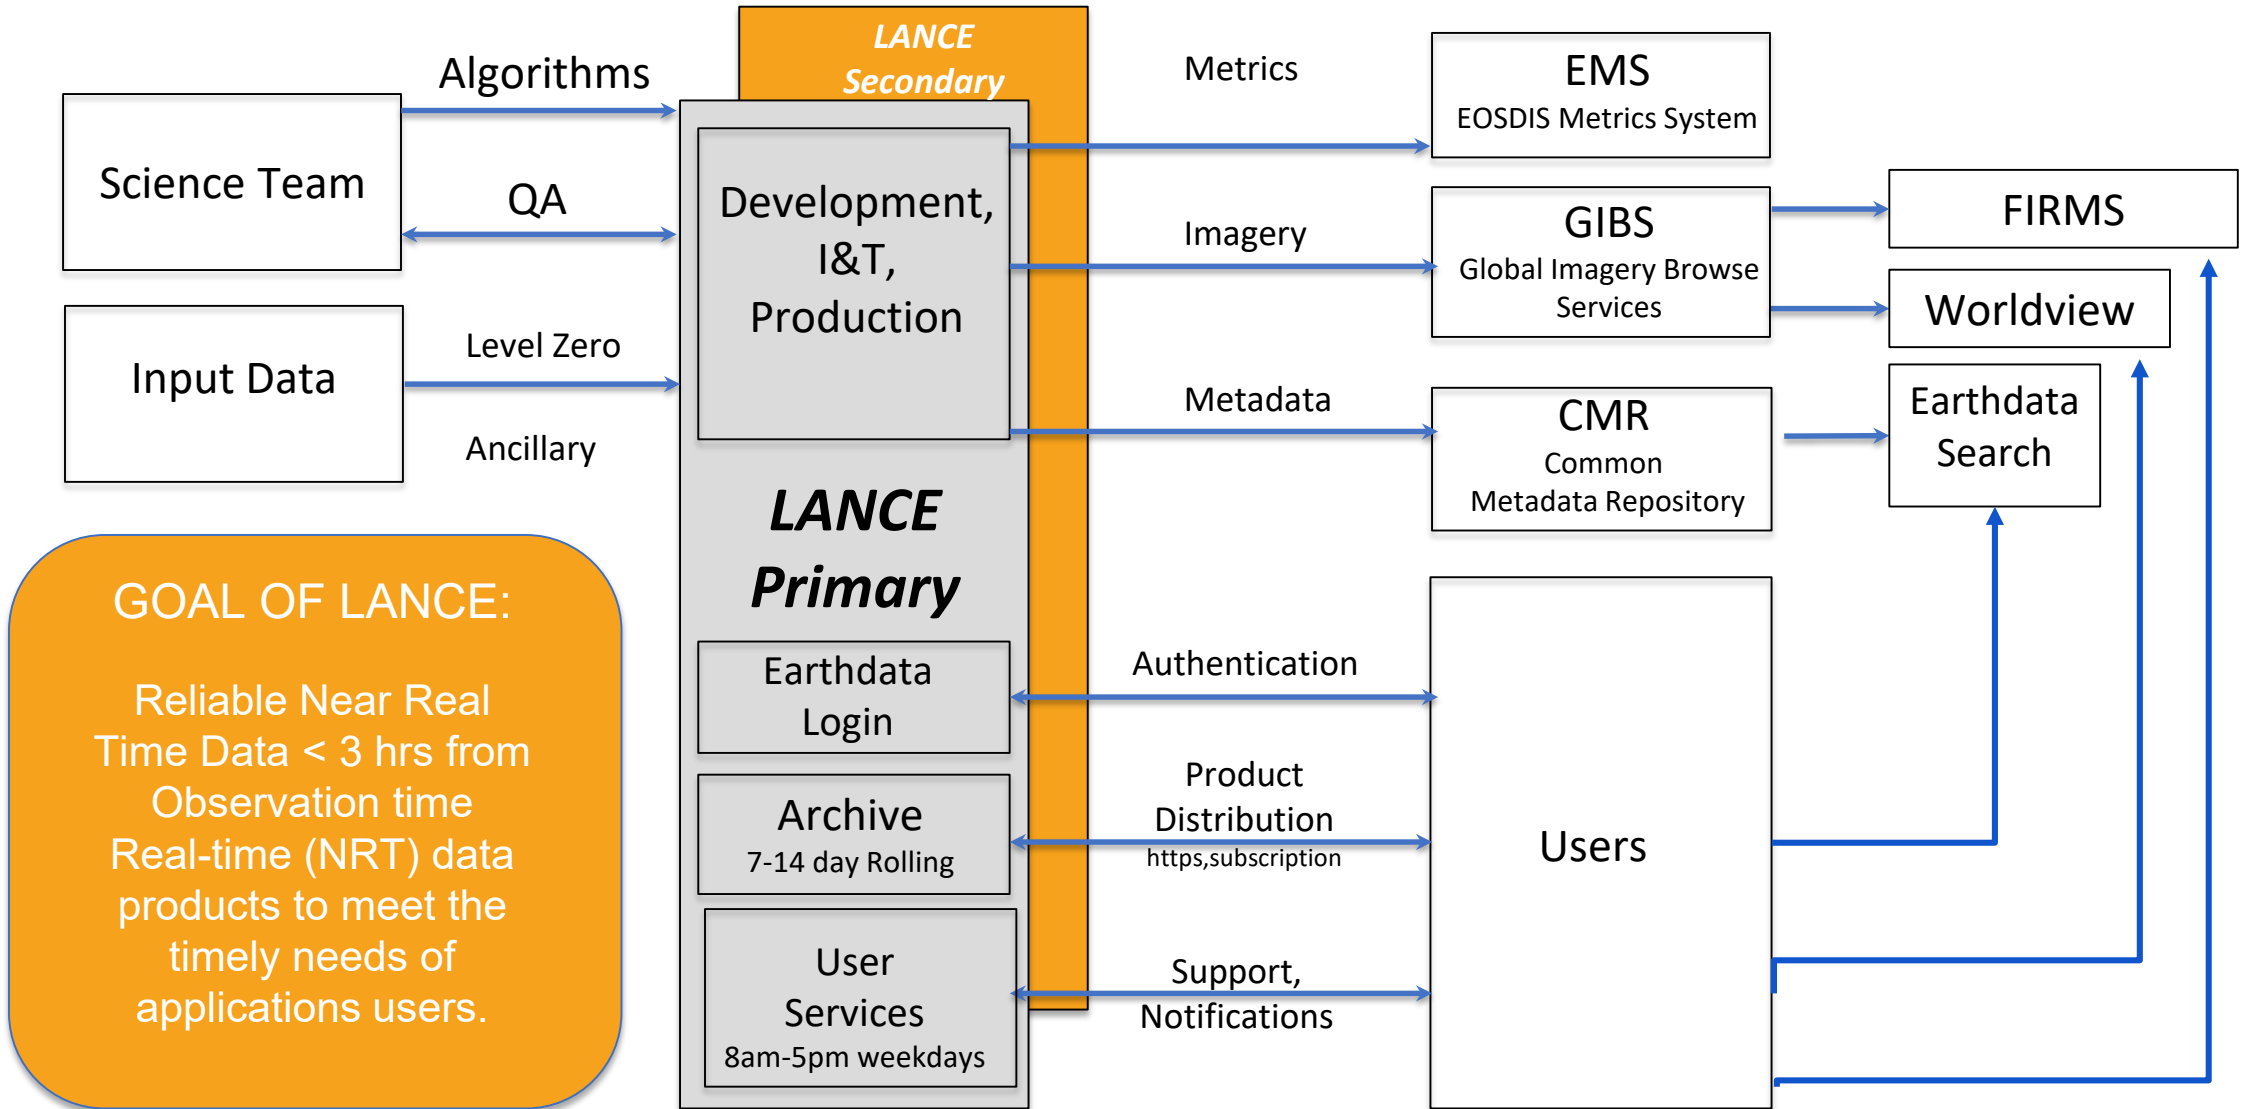 LANCE
Secondary
Algorithms
Science Team
QA
Input Data
Level Zero
Ancillary
GOAL OF LANCE:
Reliable Near Real
Time Data < 3 hrs from
Observation time
Real-time (NRT) data
products to meet the
timely needs of
applications users.
Development,
I&T,
Production
LANCE
Primary
Earthdata
Login
Archive
7-14 day Rolling
User
Services
8am-5pm weekdays
Metrics
Imagery
Metadata
Authentication
Product
Distribution
https,subscription
Support,
Notifications
EMS
EOSDIS Metrics System
GIBS
Global Imagery Browse
Services
CMR
Common
Metadata Repository
Users
FIRMS
Worldview
Earthdata
Search